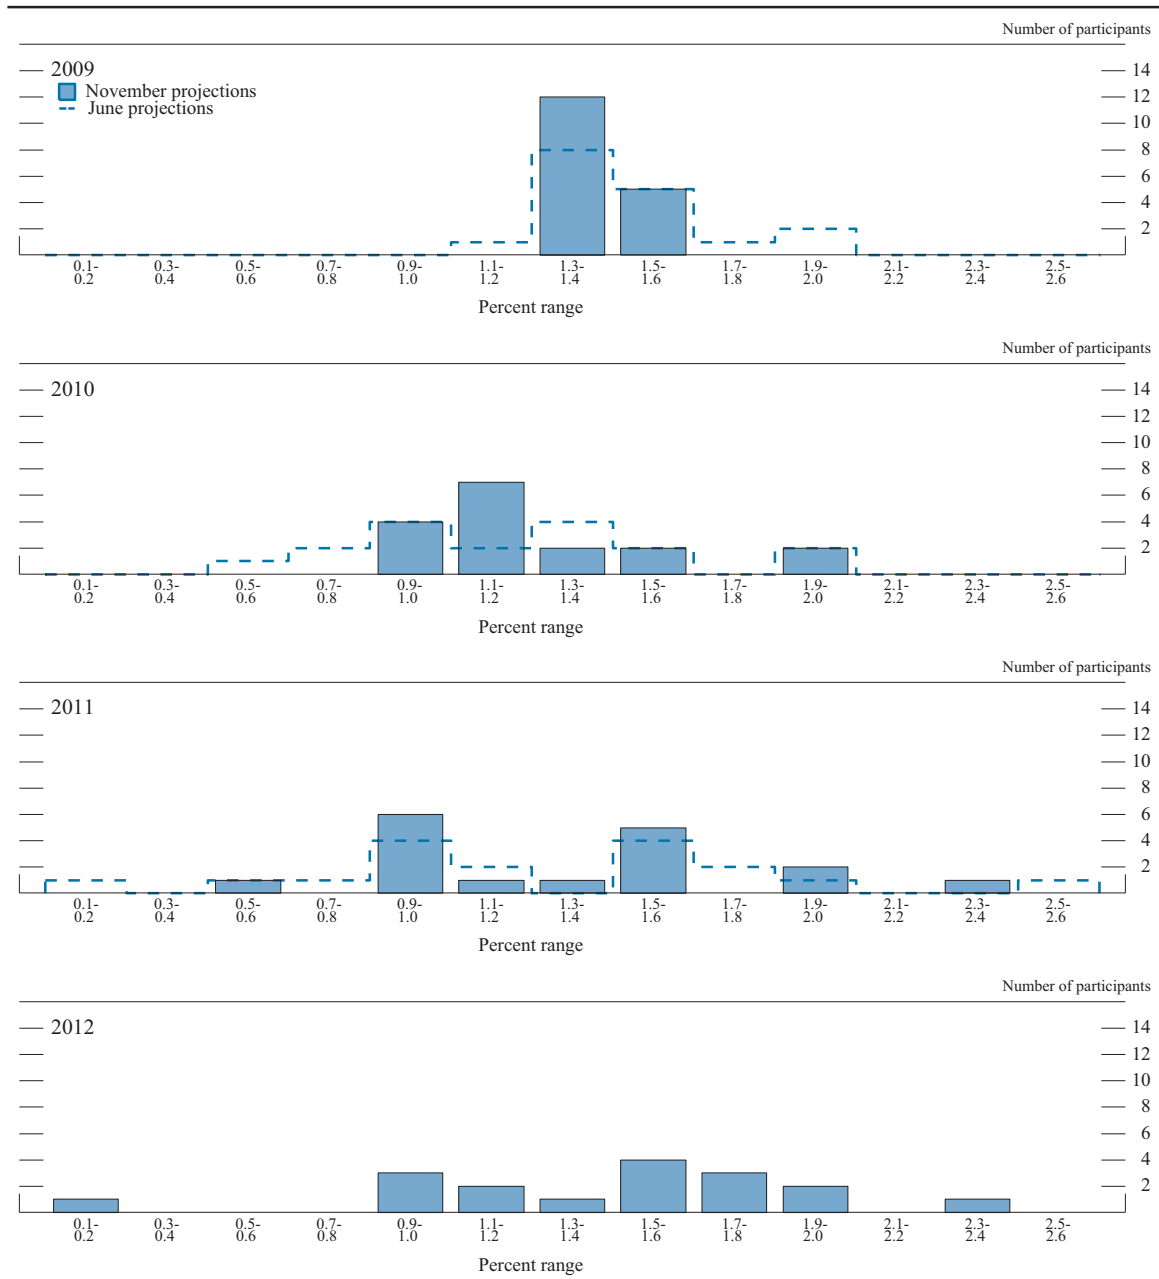 Number of participants
2009
November projections
June projections
14
12
10
8
6
4
2
0.1- 0.3- 0.5- 0.7- 0.9- 1.1- 1.3- 1.5- 1.7- 1.9- 2.1- 2.3- 2.5-
0.2 0.4 0.6 0.8 1.0 1.2 1.4 1.6 1.8 2.0 2.2 2.4 2.6
Percent range
Number of participants
2010
14
12
10
8
6
4
2
0.1- 0.3- 0.5- 0.7- 0.9- 1.1- 1.3- 1.5- 1.7- 1.9- 2.1- 2.3- 2.5-
0.2 0.4 0.6 0.8 1.0 1.2 1.4 1.6 1.8 2.0 2.2 2.4 2.6
Percent range
Number of participants
2011
14
12
10
8
6
4
2
0.1- 0.3- 0.5- 0.7- 0.9- 1.1- 1.3- 1.5- 1.7- 1.9- 2.1- 2.3- 2.5-
0.2 0.4 0.6 0.8 1.0 1.2 1.4 1.6 1.8 2.0 2.2 2.4 2.6
Percent range
Number of participants
2012
14
12
10
8
6
4
2
0.1- 0.3- 0.5- 0.7- 0.9- 1.1- 1.3- 1.5- 1.7- 1.9- 2.1- 2.3- 2.5-
0.2 0.4 0.6 0.8 1.0 1.2 1.4 1.6 1.8 2.0 2.2 2.4 2.6
Percent range